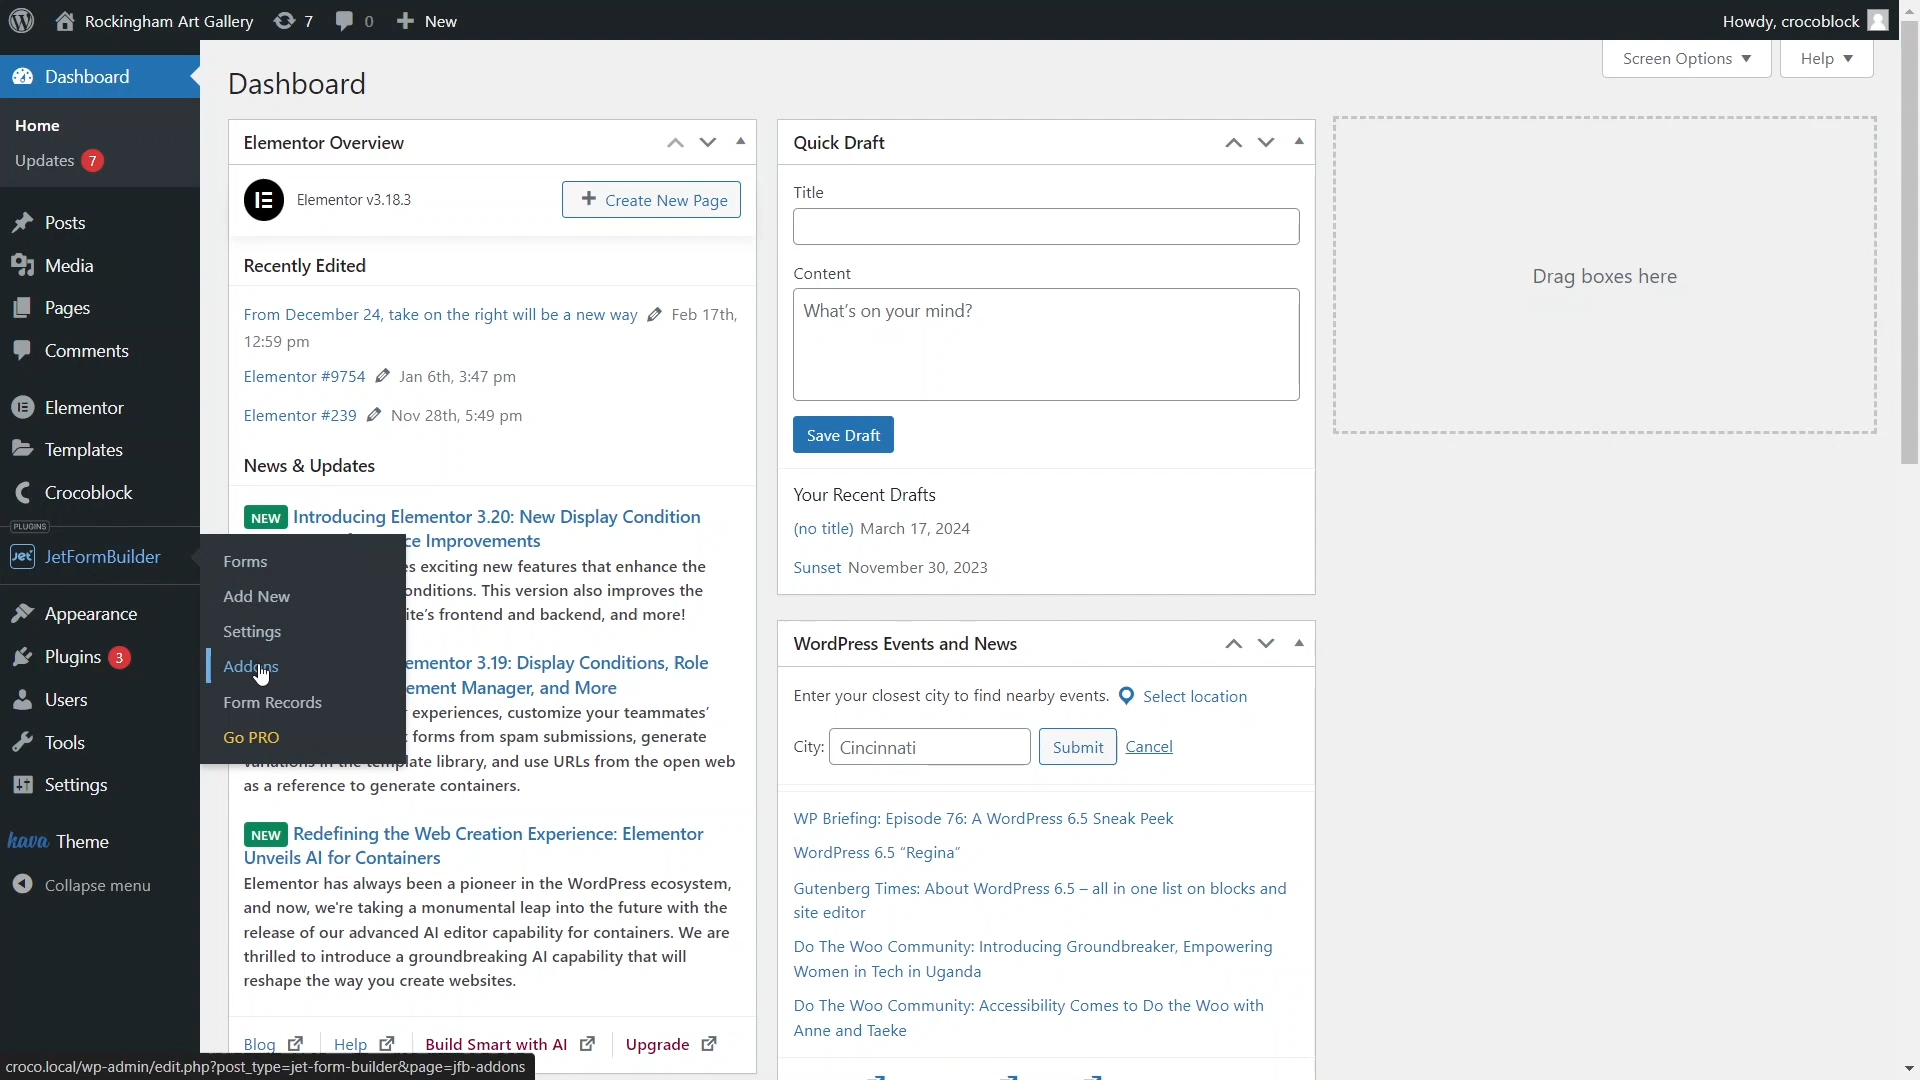 Rockingham Art Gallery 7 0 New
Howdy, crocoblock
Dashboard
Home
Updates 7
Posts
Media
Pages
Comments
Elementor
Templates
Crocoblock
PLUGINS
JetFormBuilder
Appearance
Plugins 3
Users
Tools
Settings
kava Theme
Collapse menu
Forms
Add New
Settings
Addons
Form Records
Go PRO
Screen Options
Help
Dashboard
Elementor Overview
Elementor v3.18.3
Create New Page
Recently Edited
From December 24, take on the right will be a new way Feb 17th,
12:59 pm
Elementor #9754 Jan 6th, 3:47 pm
Elementor #239 Nov 28th, 5:49 pm
News & Updates
NEW Introducing Elementor 3.20: New Display Condition
ce Improvements
s exciting new features that enhance the
onditions. This version also improves the
ite's frontend and backend, and more!
ementor 3.19: Display Conditions, Role
ement Manager, and More
experiences, customize your teammates'
forms from spam submissions, generate
variations in the template library, and use URLs from the open web
as a reference to generate containers.
NEW Redefining the Web Creation Experience: Elementor
Unveils AI for Containers
Elementor has always been a pioneer in the WordPress ecosystem,
and now, we're taking a monumental leap into the future with the
release of our advanced AI editor capability for containers. We are
thrilled to introduce a groundbreaking AI capability that will
reshape the way you create websites.
Blog Help Build Smart with AI Upgrade
Quick Draft
Title
Content
What's on your mind?
Save Draft
Your Recent Drafts
(no title) March 17, 2024
Sunset November 30, 2023
WordPress Events and News
Enter your closest city to find nearby events. Select location
City: Cincinnati Submit Cancel
WP Briefing: Episode 76: A WordPress 6.5 Sneak Peek
WordPress 6.5 "Regina"
Gutenberg Times: About WordPress 6.5 – all in one list on blocks and
site editor
Do The Woo Community: Introducing Groundbreaker, Empowering
Women in Tech in Uganda
Do The Woo Community: Accessibility Comes to Do the Woo with
Anne and Taeke
Drag boxes here
croco.local/wp-admin/edit.php?post_type=jet-form-builder&page=jfb-addons